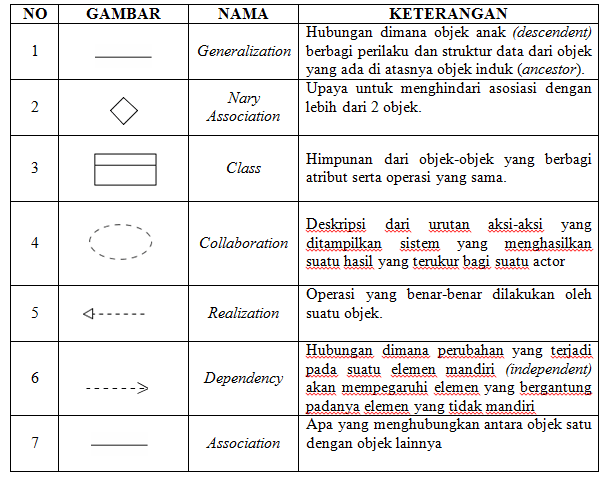 NO GAMBAR NAMA KETERANGAN
1 Generalization Hubungan dimana objek anak (descendent)
berbagi perilaku dan struktur data dari objek
yang ada di atasnya objek induk (ancestor).
2 Nary
Association
Upaya untuk menghindari asosiasi dengan
lebih dari 2 objek.
3 Class Himpunan dari objek-objek yang berbagi
atribut serta operasi yang sama.
4 Collaboration Deskripsi dari urutan aksi-aksi yang
ditampilkan sistem yang menghasilkan
suatu hasil yang terukur bagi suatu actor
5 Realization Operasi yang benar-benar dilakukan oleh
suatu objek.
6 Dependency Hubungan dimana perubahan yang terjadi
pada suatu elemen mandiri (independent)
akan mempegaruhi elemen yang bergantung
padanya elemen yang tidak mandiri
7 Association Apa yang menghubungkan antara objek satu
dengan objek lainnya